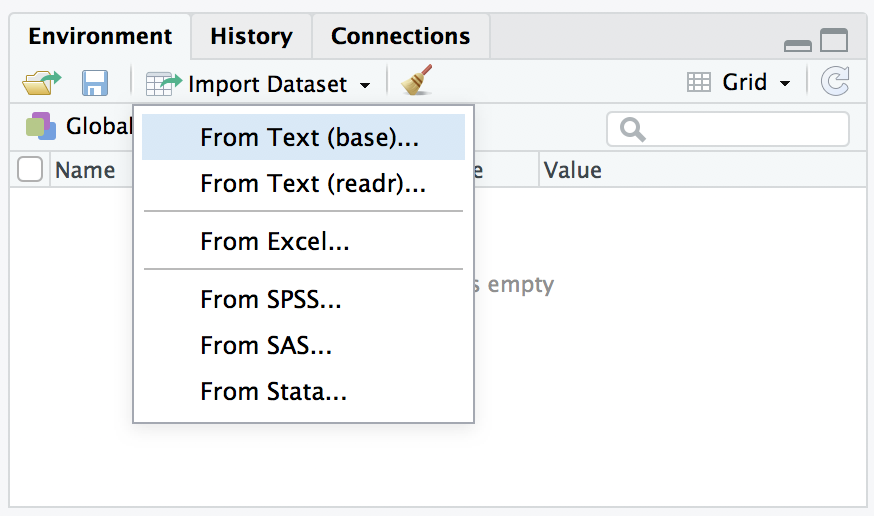 Environment History Connections
Import Dataset Grid
Global
Name Value
From Text (base)...
From Text (readr)...
From Excel...
From SPSS...
From SAS...
From Stata...
empty